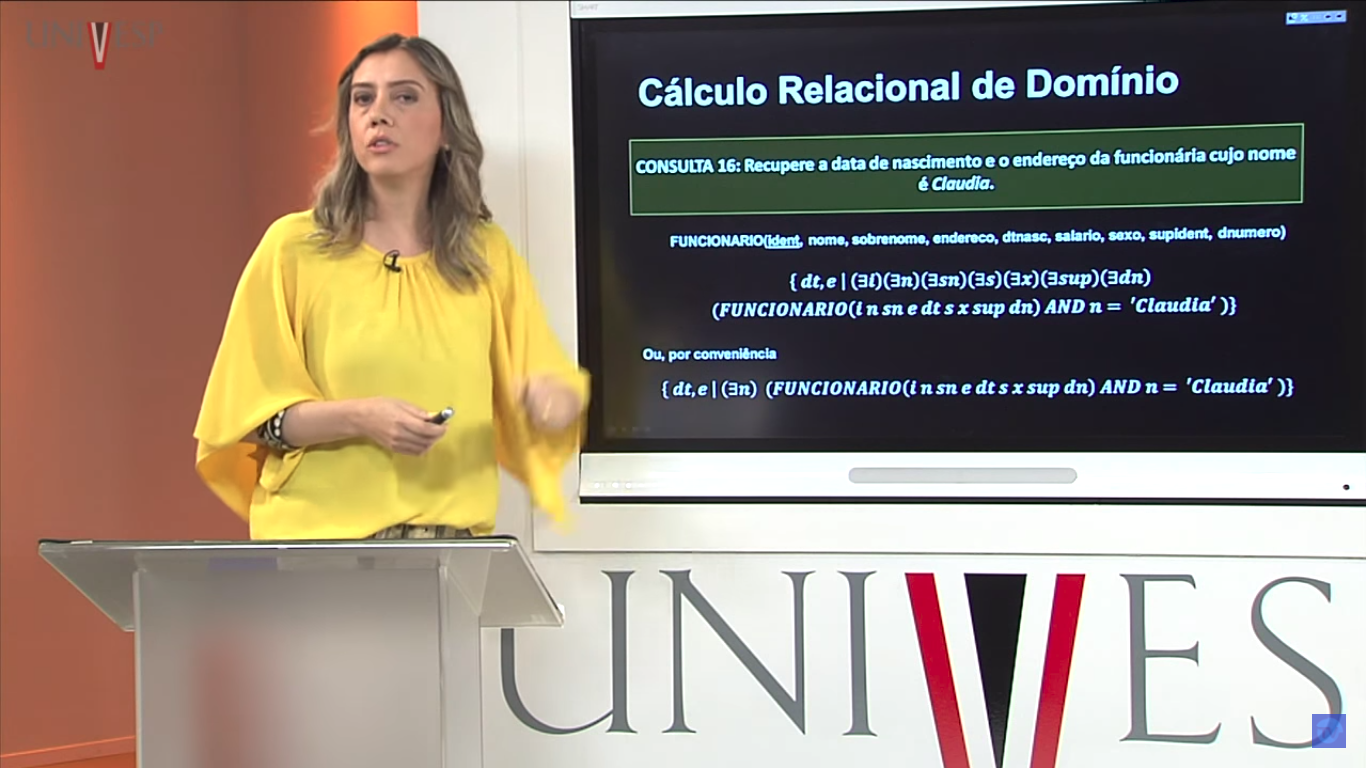 UNIVESP
Cálculo Relacional de Domínio
CONSULTA 16: Recupere a data de nascimento e o endereço da funcionária cujo nome
é Claudia.
FUNCIONARIO(ident, nome, sobrenome, endereco, dtnasc, salario, sexo, supident, dnumero)
{ dt,e | (∃i)(∃n)(∃sn)(∃s)(∃x)(∃sup)(∃dn)
(FUNCIONARIO(i n sn e dt s x sup dn) AND n = 'Claudia' )}
Ou, por conveniência
{ dt,e | (∃n) (FUNCIONARIO(i n sn e dt s x sup dn) AND n = 'Claudia' )}
UNIVES